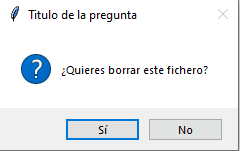 Titulo de la pregunta
¿Quieres borrar este fichero?
Sí
No